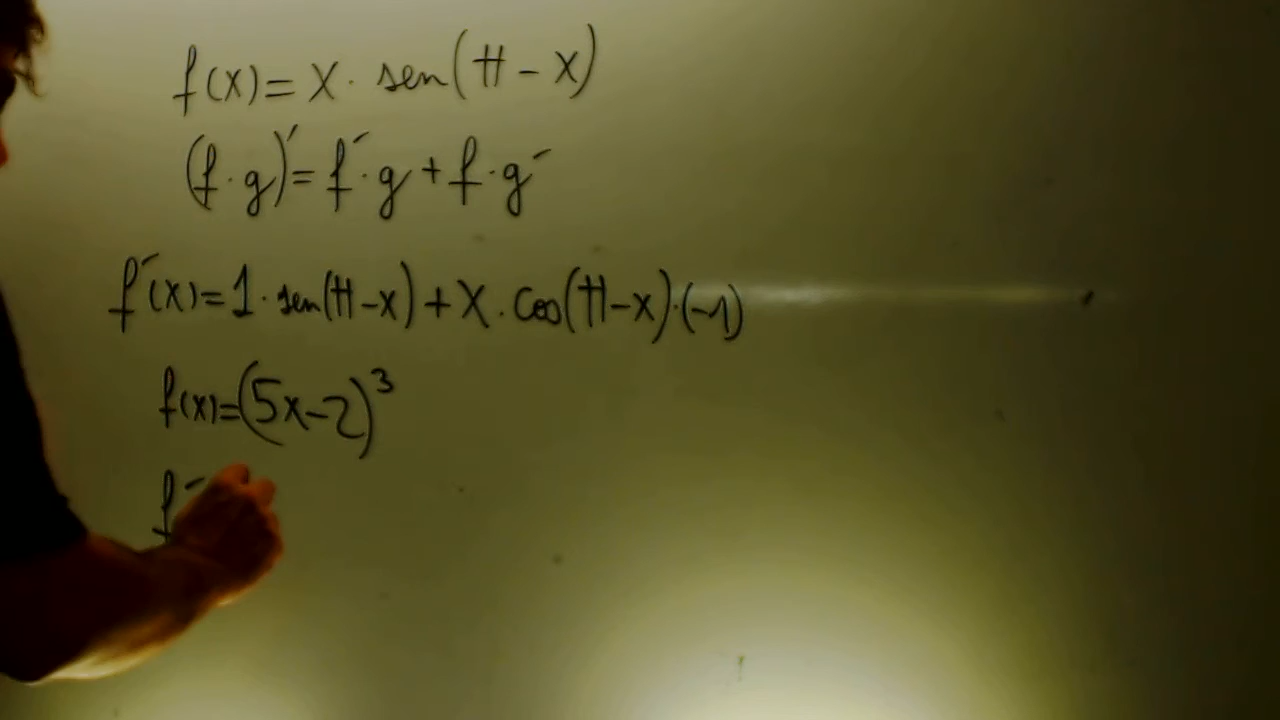 f(x) = x · sen(π - x)
(f · g)' = f' · g + f · g'
f'(x) = 1 · sen(π - x) + x · cos(π - x) · (-1)
f(x) = (5x - 2)³
f'